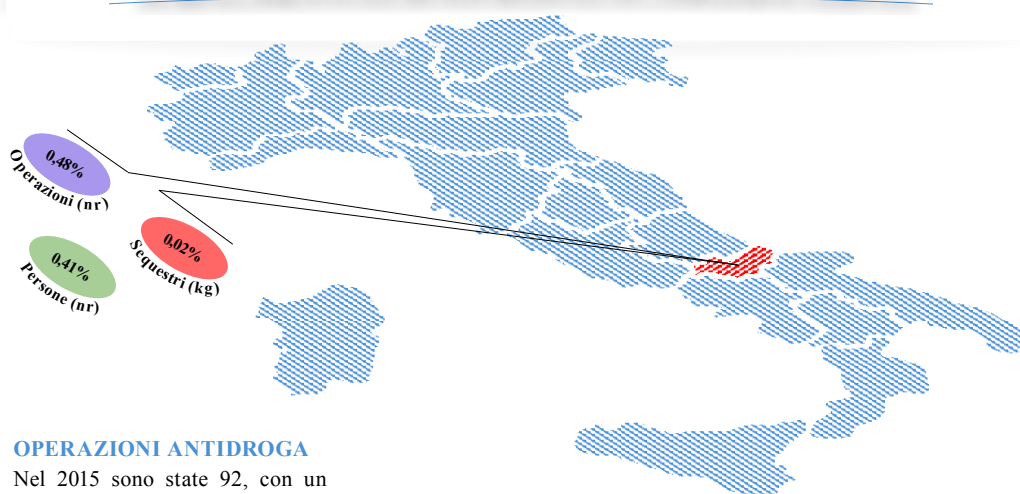 0,48%
Operazioni (nr)
0,02%
Sequestri (kg)
0,41%
Persone (nr)
OPERAZIONI ANTIDROGA
Nel 2015 sono state 92, con un